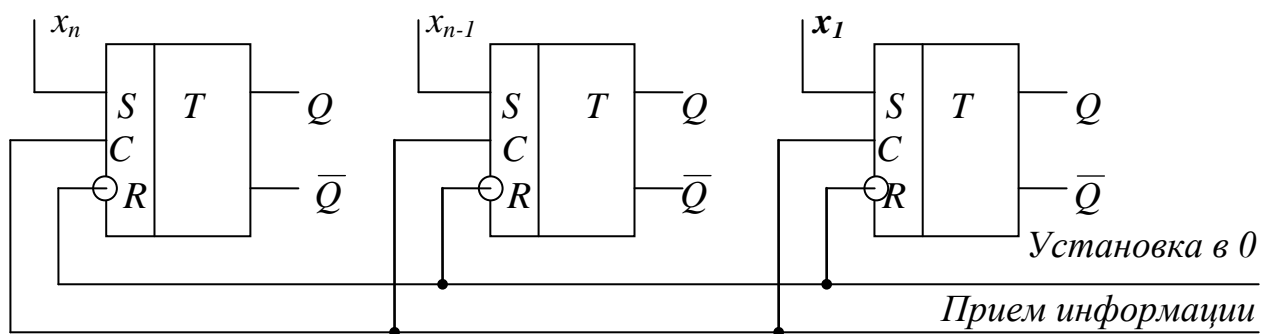 xₙ xₙ₋₁ x₁
S T Q S T Q S T Q
C C C
R Q̅ R Q̅ R Q̅
Установка в 0
Прием информации